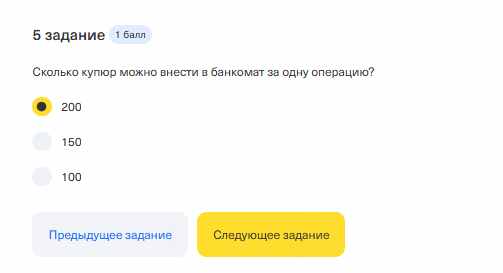 5 задание 1 балл
Сколько купюр можно внести в банкомат за одну операцию?
200
150
100
Предыдущее задание Следующее задание